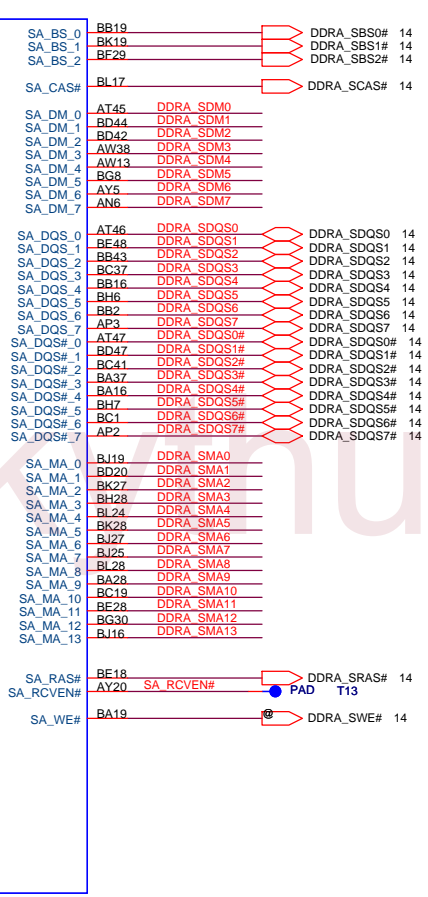 SA_BS_0 BB19 DDRA_SBS0# 14
SA_BS_1 BK19 DDRA_SBS1# 14
SA_BS_2 BF29 DDRA_SBS2# 14
SA_CAS# BL17 DDRA_SCAS# 14
SA_DM_0 AT45 DDRA_SDM0
SA_DM_1 BD44 DDRA_SDM1
SA_DM_2 BD42 DDRA_SDM2
SA_DM_3 AW38 DDRA_SDM3
SA_DM_4 AW13 DDRA_SDM4
SA_DM_5 BG8 DDRA_SDM5
SA_DM_6 AY5 DDRA_SDM6
SA_DM_7 AN6 DDRA_SDM7
SA_DQS_0 AT46 DDRA_SDQS0 DDRA_SDQS0 14
SA_DQS_1 BE48 DDRA_SDQS1 DDRA_SDQS1 14
SA_DQS_2 BB43 DDRA_SDQS2 DDRA_SDQS2 14
SA_DQS_3 BC37 DDRA_SDQS3 DDRA_SDQS3 14
SA_DQS_4 BB16 DDRA_SDQS4 DDRA_SDQS4 14
SA_DQS_5 BH6 DDRA_SDQS5 DDRA_SDQS5 14
SA_DQS_6 BB2 DDRA_SDQS6 DDRA_SDQS6 14
SA_DQS_7 AP3 DDRA_SDQS7 DDRA_SDQS7 14
SA_DQS#_0 AT47 DDRA_SDQS0# DDRA_SDQS0# 14
SA_DQS#_1 BD47 DDRA_SDQS1# DDRA_SDQS1# 14
SA_DQS#_2 BC41 DDRA_SDQS2# DDRA_SDQS2# 14
SA_DQS#_3 BA37 DDRA_SDQS3# DDRA_SDQS3# 14
SA_DQS#_4 BA16 DDRA_SDQS4# DDRA_SDQS4# 14
SA_DQS#_5 BH7 DDRA_SDQS5# DDRA_SDQS5# 14
SA_DQS#_6 BC1 DDRA_SDQS6# DDRA_SDQS6# 14
SA_DQS#_7 AP2 DDRA_SDQS7# DDRA_SDQS7# 14
SA_MA_0 BJ19 DDRA_SMA0
SA_MA_1 BD20 DDRA_SMA1
SA_MA_2 BK27 DDRA_SMA2
SA_MA_3 BH28 DDRA_SMA3
SA_MA_4 BL24 DDRA_SMA4
SA_MA_5 BK28 DDRA_SMA5
SA_MA_6 BJ27 DDRA_SMA6
SA_MA_7 BJ25 DDRA_SMA7
SA_MA_8 BL28 DDRA_SMA8
SA_MA_9 BA28 DDRA_SMA9
SA_MA_10 BC19 DDRA_SMA10
SA_MA_11 BE28 DDRA_SMA11
SA_MA_12 BG30 DDRA_SMA12
SA_MA_13 BJ16 DDRA_SMA13
SA_RAS# BE18 DDRA_SRAS# 14
SA_RCVEN# AY20 SA_RCVEN# PAD T13
SA_WE# BA19 @ DDRA_SWE# 14